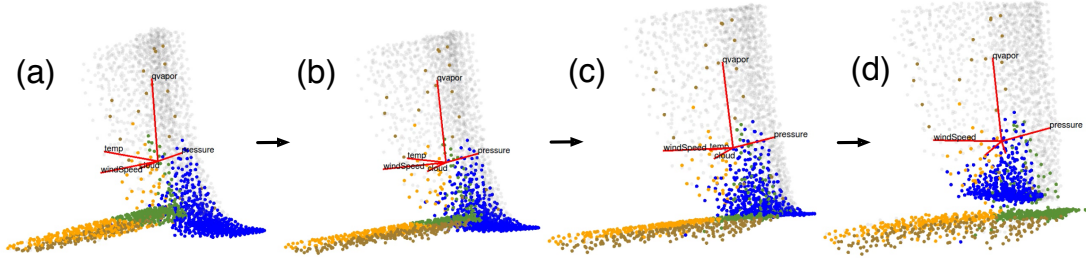 (a)
qvapor
temp
pressure
cloud
windSpeed
(b)
qvapor
temp
pressure
windSpeed
cloud
(c)
qvapor
pressure
windSpeed
temp
cloud
(d)
qvapor
pressure
windSpeed